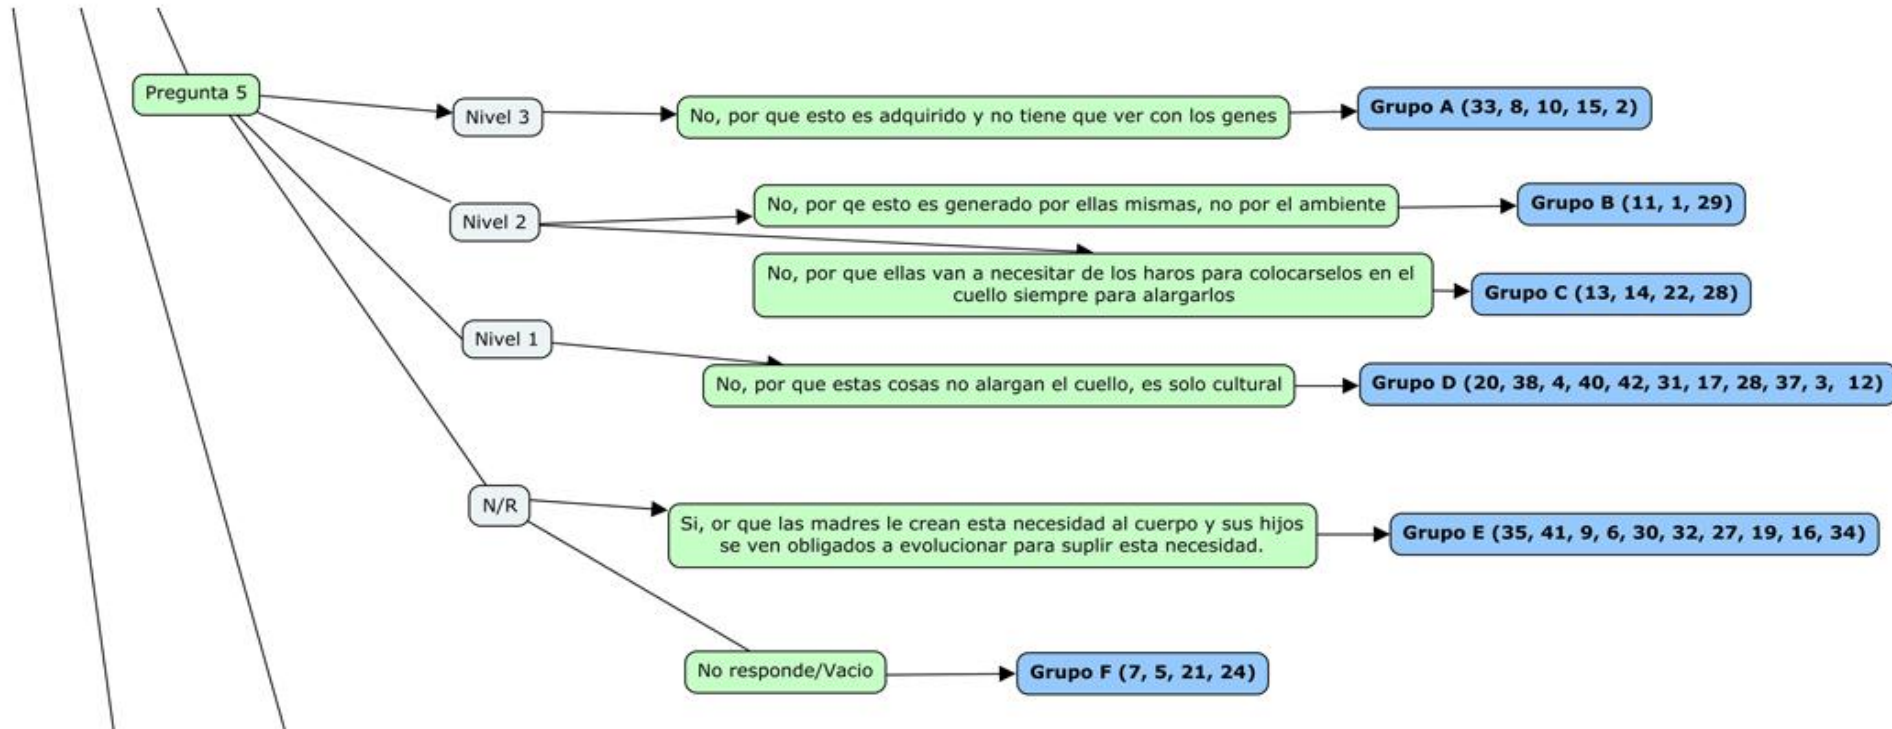 Pregunta 5
Nivel 3
No, por que esto es adquirido y no tiene que ver con los genes
Grupo A (33, 8, 10, 15, 2)
Nivel 2
No, por qe esto es generado por ellas mismas, no por el ambiente
Grupo B (11, 1, 29)
No, por que ellas van a necesitar de los haros para colocarselos en el
cuello siempre para alargarlos
Grupo C (13, 14, 22, 28)
Nivel 1
No, por que estas cosas no alargan el cuello, es solo cultural
Grupo D (20, 38, 4, 40, 42, 31, 17, 28, 37, 3, 12)
N/R
Si, or que las madres le crean esta necesidad al cuerpo y sus hijos
se ven obligados a evolucionar para suplir esta necesidad.
Grupo E (35, 41, 9, 6, 30, 32, 27, 19, 16, 34)
No responde/Vacio
Grupo F (7, 5, 21, 24)